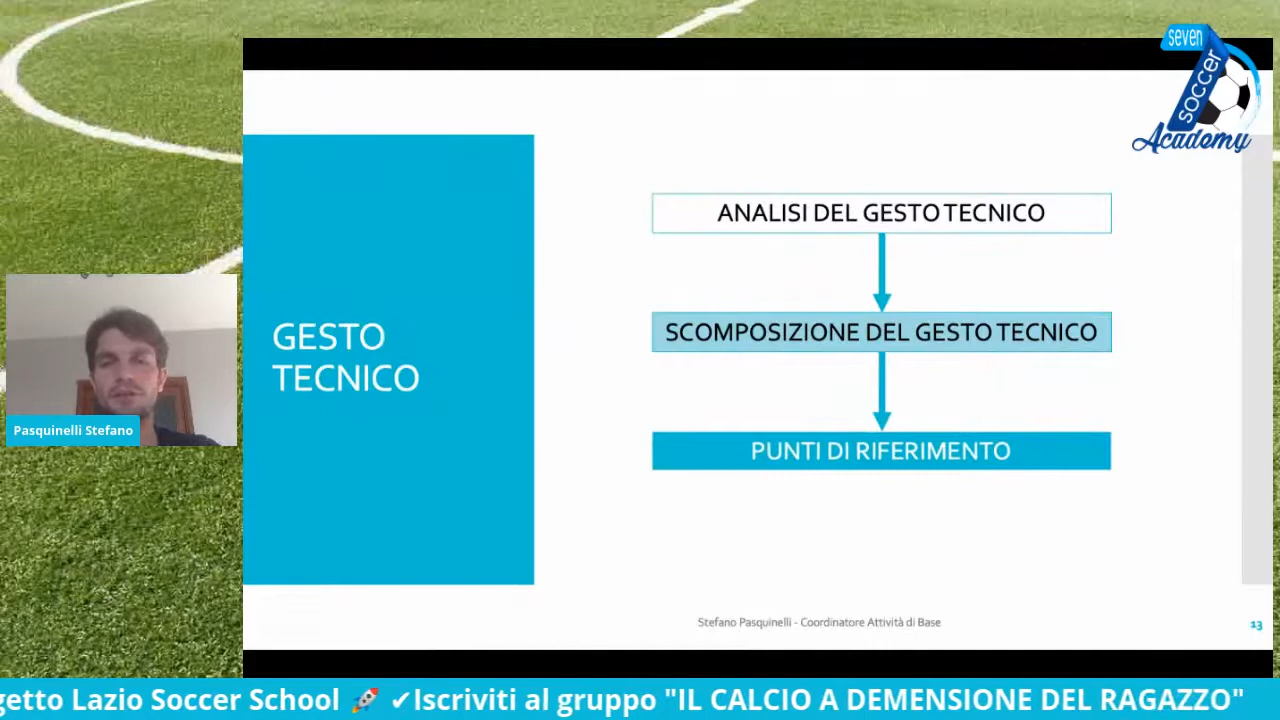 seven
SOCCER
Academy
ANALISI DEL GESTO TECNICO
SCOMPOSIZIONE DEL GESTO TECNICO
PUNTI DI RIFERIMENTO
GESTO
TECNICO
Pasquinelli Stefano
Stefano Pasquinelli - Coordinatore Attività di Base
13
getto Lazio Soccer School 🚀 ✔Iscriviti al gruppo "IL CALCIO A DEMENSIONE DEL RAGAZZO"